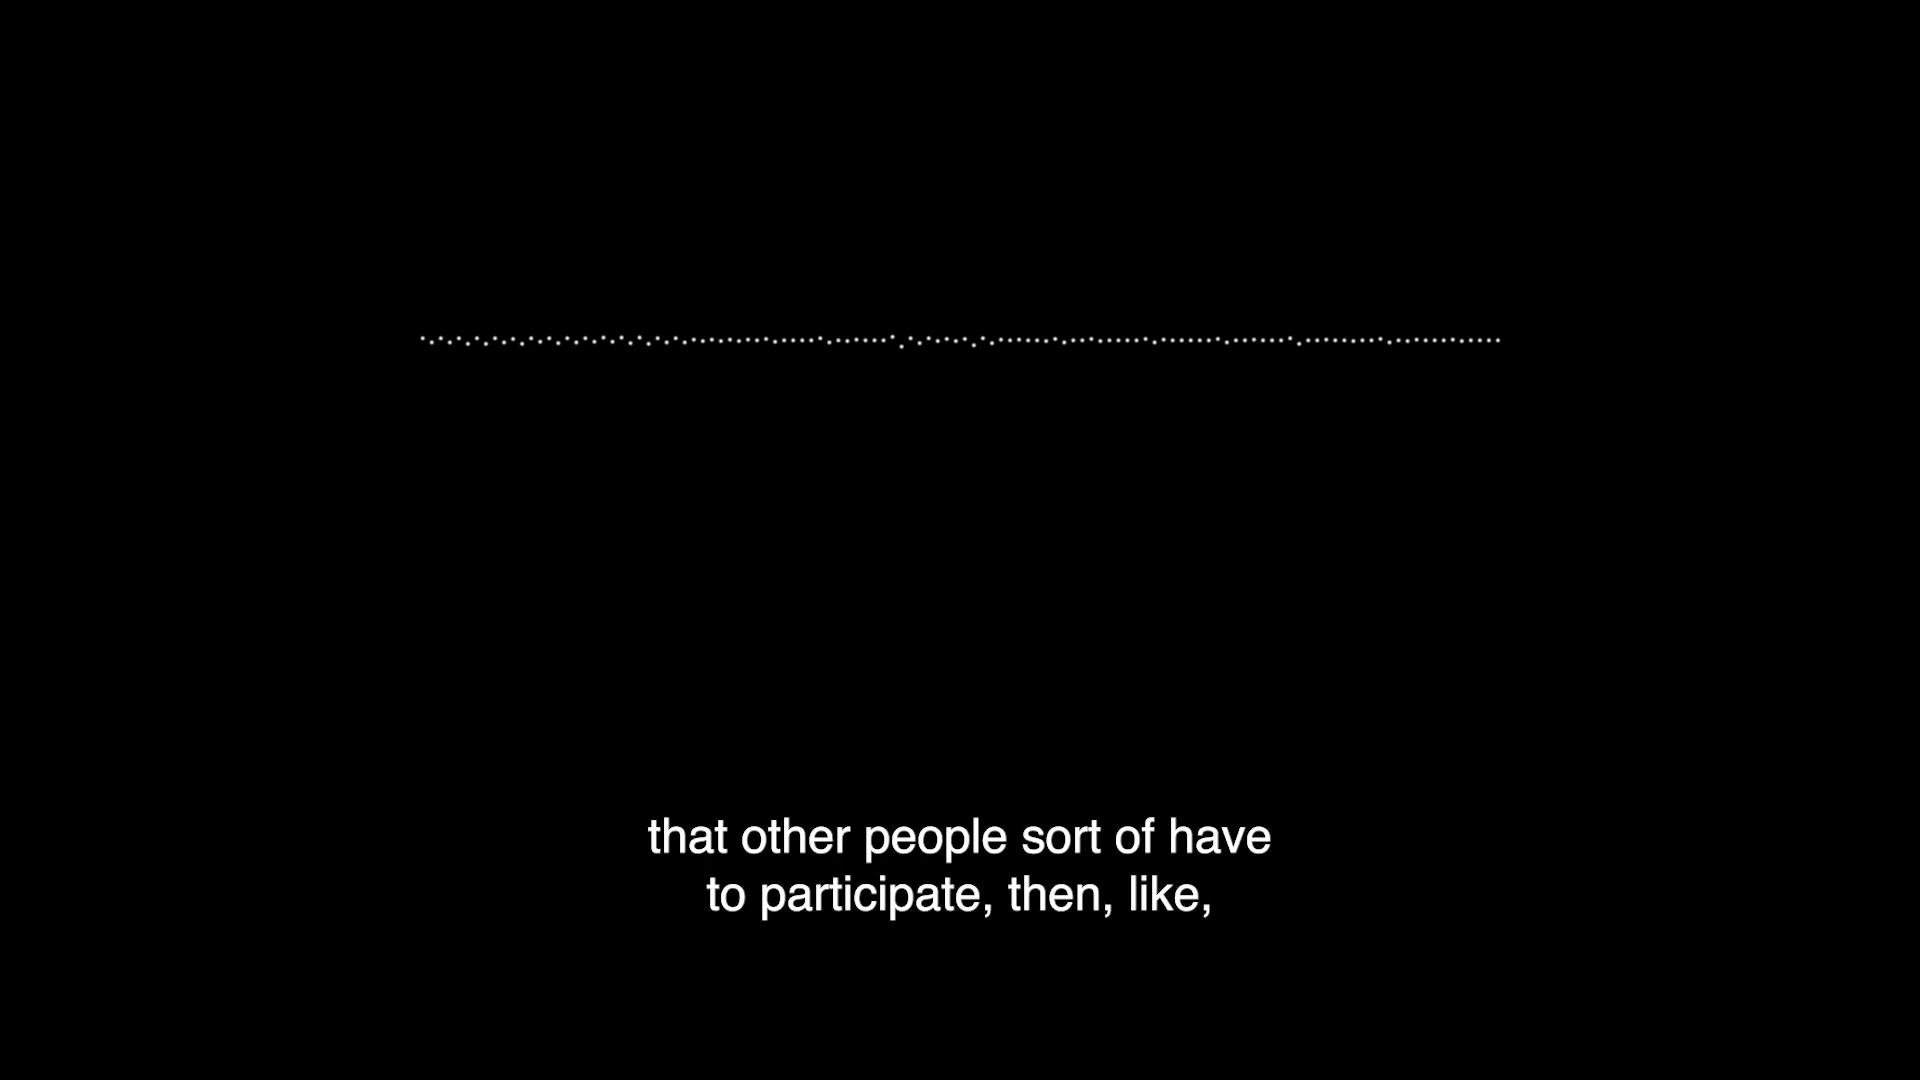 that other people sort of have
to participate, then, like,